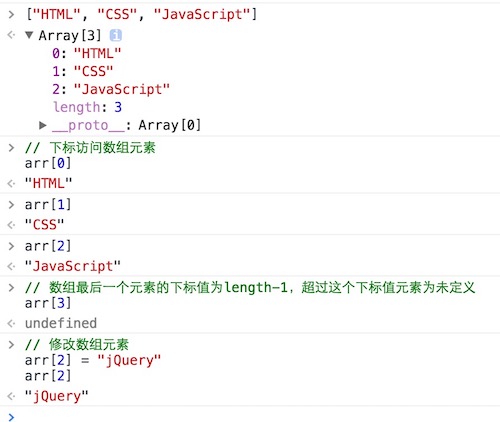 ["HTML", "CSS", "JavaScript"]
Array[3] i
0: "HTML"
1: "CSS"
2: "JavaScript"
length: 3
__proto__: Array[0]
// 下标访问数组元素
arr[0]
"HTML"
arr[1]
"CSS"
arr[2]
"JavaScript"
// 数组最后一个元素的下标值为length-1，超过这个下标值元素为未定义
arr[3]
undefined
// 修改数组元素
arr[2] = "jQuery"
arr[2]
"jQuery"